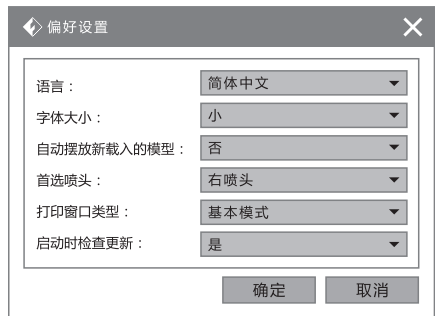 偏好设置
语言： 简体中文
字体大小： 小
自动摆放新载入的模型： 否
首选喷头： 右喷头
打印窗口类型： 基本模式
启动时检查更新： 是
确定 取消